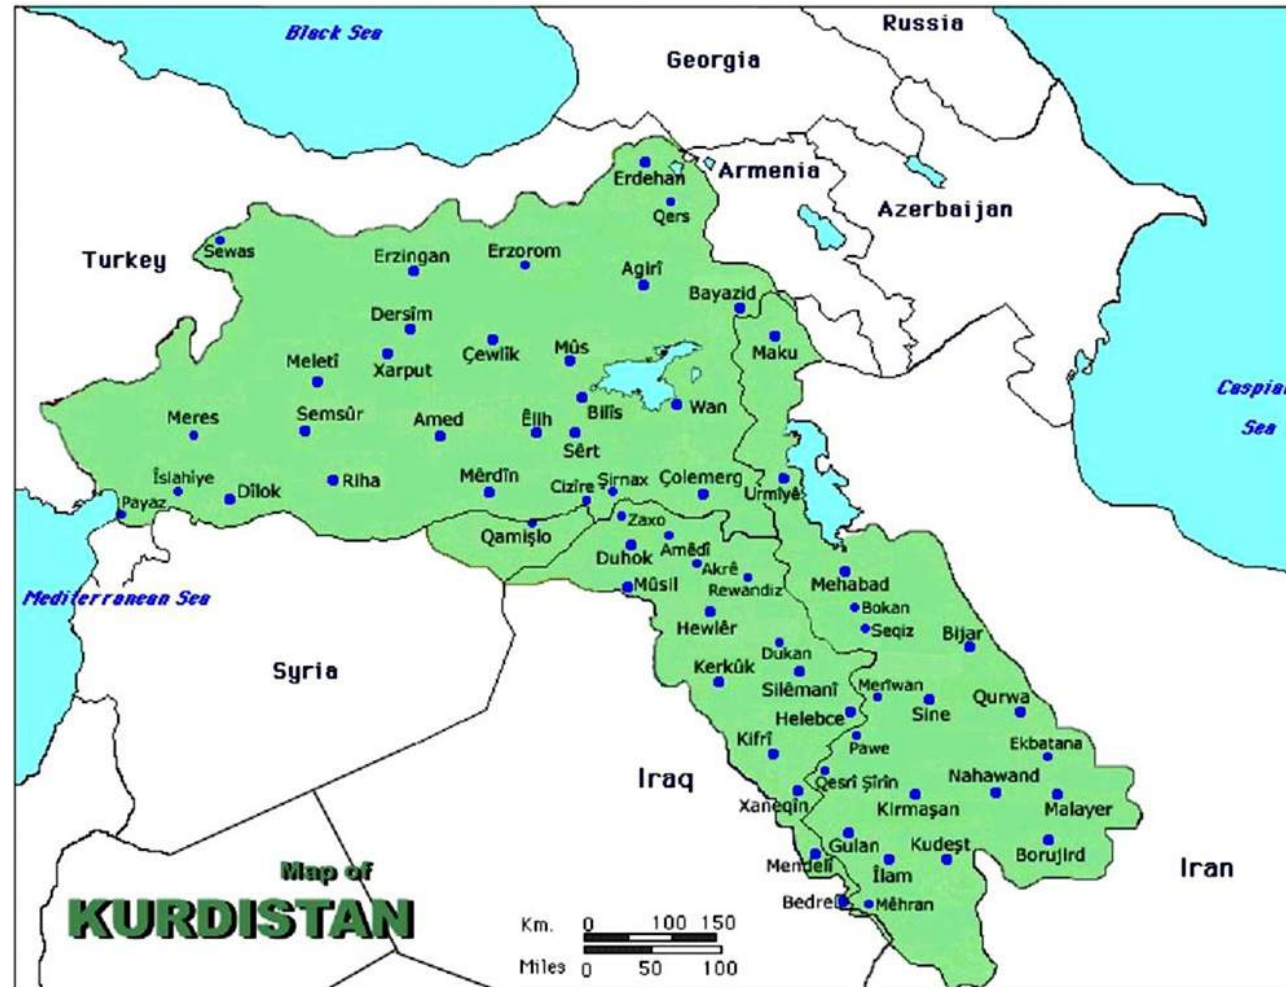 Black Sea
Russia
Georgia
Armenia
Erdehan
Azerbaijan
Qers
Turkey
Sewas
Erzingan
Erzorom
Agirî
Bayazid
Dersîm
Maku
Meletî
Xarput
Çewlîk
Mûs
Caspian
Sea
Meres
Semsûr
Amed
Êlih
Bilîs
Wan
Sêrt
Îslahiye
Payaz
Dîlok
Riha
Mêrdîn
Cizîre
Şirnax
Çolemerg
Urmiyê
Qamişlo
Zaxo
Duhok
Amêdî
Akrê
Rewandiz
Mûsil
Mehabad
Bokan
Seqiz
Bijar
Mediterranean Sea
Hewlêr
Dukan
Syria
Kerkûk
Silêmanî
Merîwan
Sine
Qurwa
Helebce
Pawe
Ekbatana
Kifrî
Iraq
Qesrî Şîrîn
Nahawand
Xaneqîn
Kirmaşan
Malayer
Gulan
Kudeşt
Borujird
Mendelî
Îlam
Iran
Bedre
Mêhran
Map of
KURDISTAN
Km. 0 100 150
Miles 0 50 100